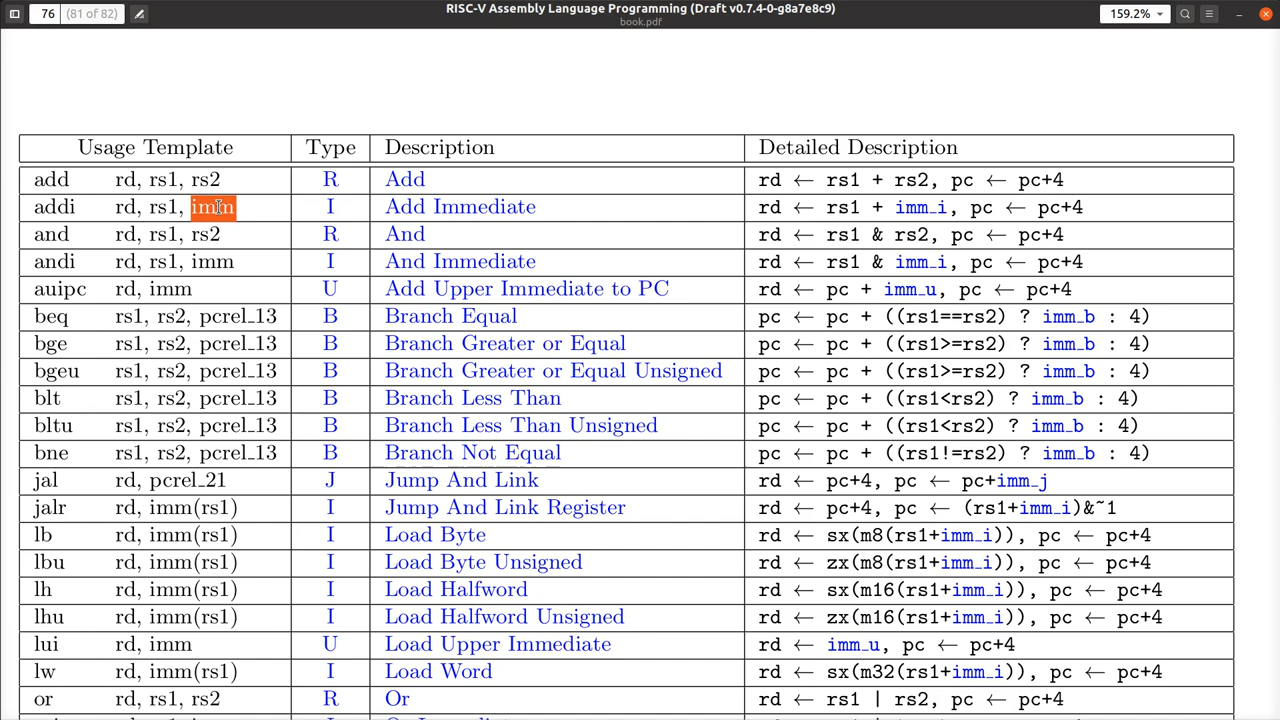 76 (81 of 82) RISC-V Assembly Language Programming (Draft v0.7.4-0-g8a7e8c9) 159.2%
book.pdf
Usage Template Type Description Detailed Description
add rd, rs1, rs2 R Add rd ← rs1 + rs2, pc ← pc+4
addi rd, rs1, imm I Add Immediate rd ← rs1 + imm_i, pc ← pc+4
and rd, rs1, rs2 R And rd ← rs1 & rs2, pc ← pc+4
andi rd, rs1, imm I And Immediate rd ← rs1 & imm_i, pc ← pc+4
auipc rd, imm U Add Upper Immediate to PC rd ← pc + imm_u, pc ← pc+4
beq rs1, rs2, pcrel_13 B Branch Equal pc ← pc + ((rs1==rs2) ? imm_b : 4)
bge rs1, rs2, pcrel_13 B Branch Greater or Equal pc ← pc + ((rs1>=rs2) ? imm_b : 4)
bgeu rs1, rs2, pcrel_13 B Branch Greater or Equal Unsigned pc ← pc + ((rs1>=rs2) ? imm_b : 4)
blt rs1, rs2, pcrel_13 B Branch Less Than pc ← pc + ((rs1<rs2) ? imm_b : 4)
bltu rs1, rs2, pcrel_13 B Branch Less Than Unsigned pc ← pc + ((rs1<rs2) ? imm_b : 4)
bne rs1, rs2, pcrel_13 B Branch Not Equal pc ← pc + ((rs1!=rs2) ? imm_b : 4)
jal rd, pcrel_21 J Jump And Link rd ← pc+4, pc ← pc+imm_j
jalr rd, imm(rs1) I Jump And Link Register rd ← pc+4, pc ← (rs1+imm_i)&~1
lb rd, imm(rs1) I Load Byte rd ← sx(m8(rs1+imm_i)), pc ← pc+4
lbu rd, imm(rs1) I Load Byte Unsigned rd ← zx(m8(rs1+imm_i)), pc ← pc+4
lh rd, imm(rs1) I Load Halfword rd ← sx(m16(rs1+imm_i)), pc ← pc+4
lhu rd, imm(rs1) I Load Halfword Unsigned rd ← zx(m16(rs1+imm_i)), pc ← pc+4
lui rd, imm U Load Upper Immediate rd ← imm_u, pc ← pc+4
lw rd, imm(rs1) I Load Word rd ← sx(m32(rs1+imm_i)), pc ← pc+4
or rd, rs1, rs2 R Or rd ← rs1 | rs2, pc ← pc+4